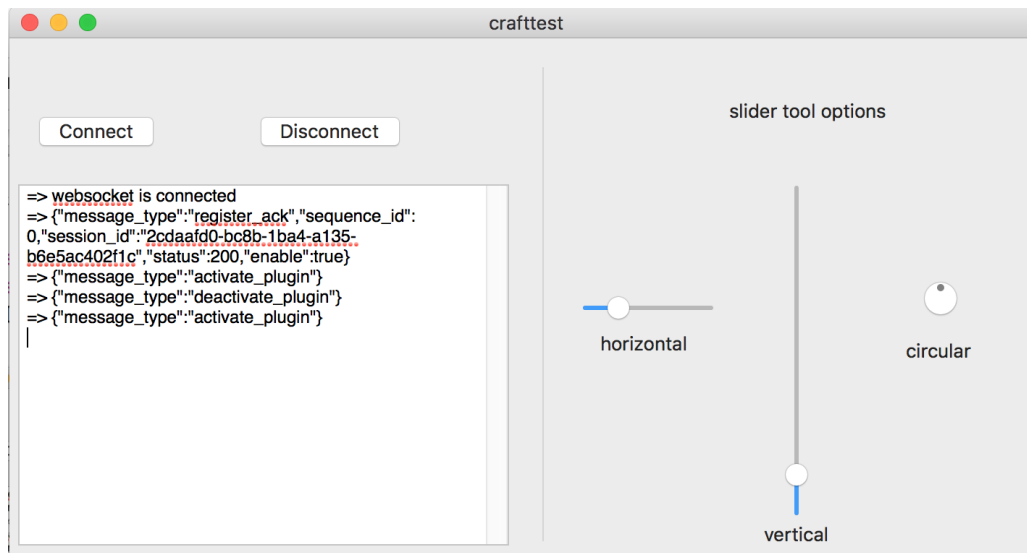 crafttest
Connect
Disconnect
=> websocket is connected
=> {"message_type":"register_ack","sequence_id":
0,"session_id":"2cdaafd0-bc8b-1ba4-a135-
b6e5ac402f1c","status":200,"enable":true}
=> {"message_type":"activate_plugin"}
=> {"message_type":"deactivate_plugin"}
=> {"message_type":"activate_plugin"}
slider tool options
horizontal
circular
vertical